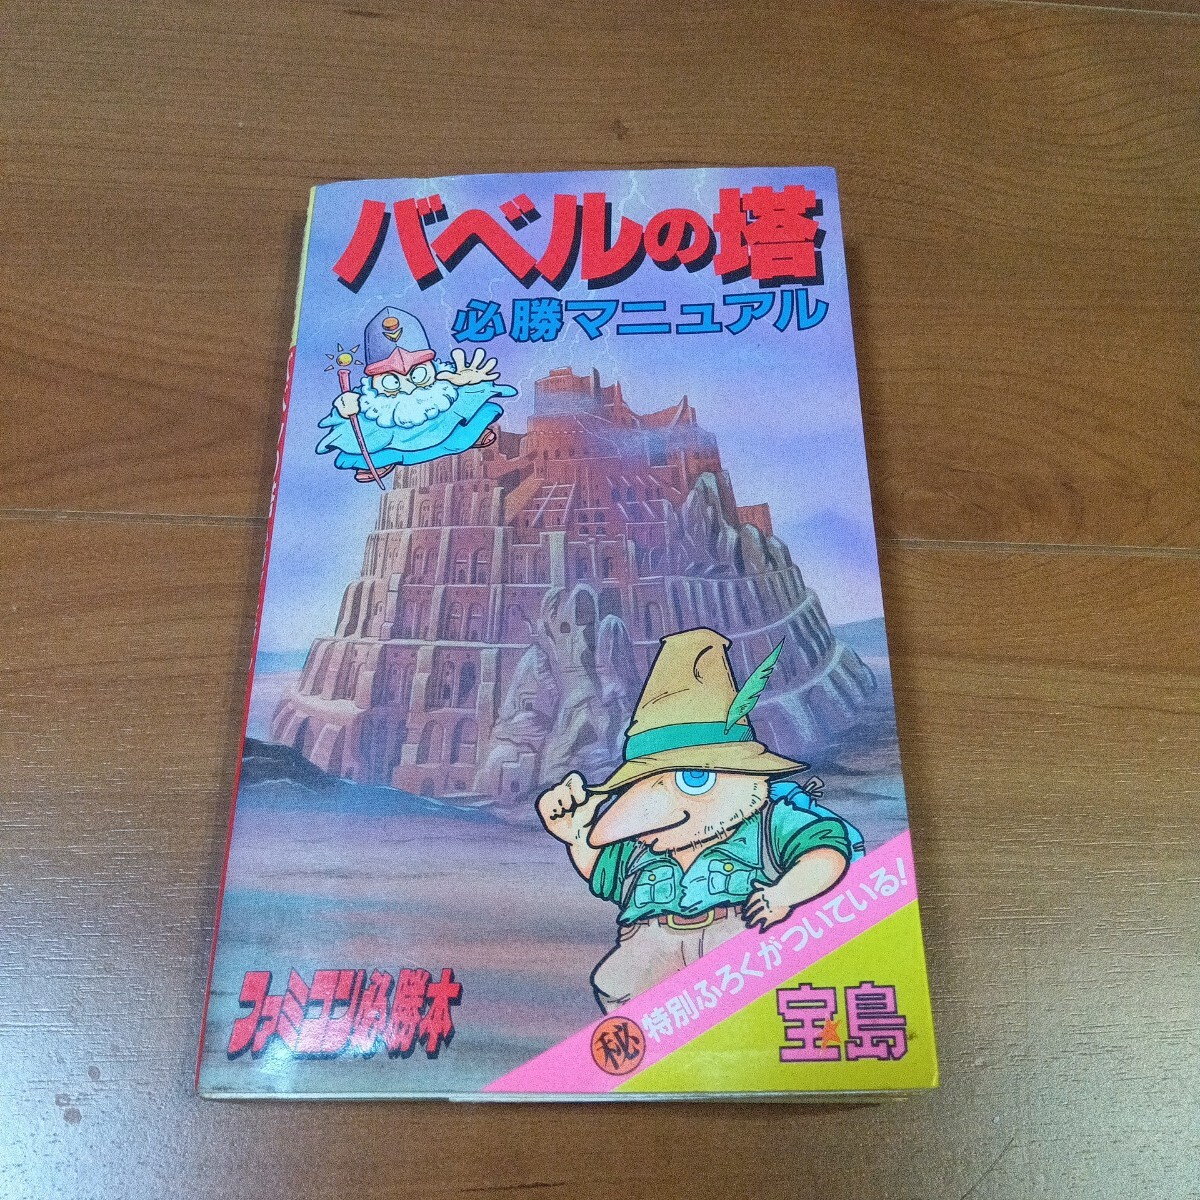 バベルの塔
必勝マニュアル
ファミコン必勝本
㊙特別ふろくがついている!
宝島